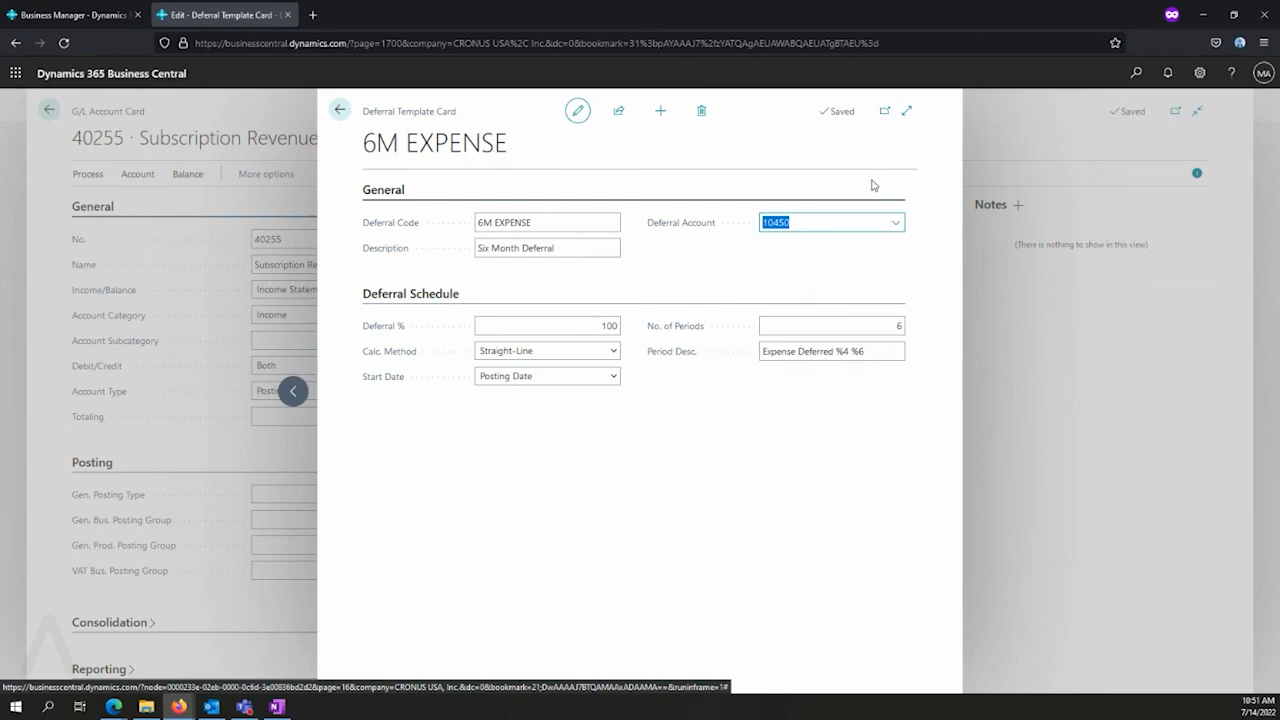 Business Manager - Dynamics
Edit - Deferral Template Card - (
https://businesscentral.dynamics.com/?page=1700&company=CRONUS USA%2C Inc.&dc=0&bookmark=31%3bpAYAAAJ7%2fzYATQAgAEUAWABQAEUATgBTAEU%3d
Dynamics 365 Business Central
MA
G/L Account Card
40255 · Subscription Revenue
Process Account Balance More options
General
No. 40255
Name Subscription Re
Income/Balance Income Statem
Account Category Income
Account Subcategory
Debit/Credit Both
Account Type Postin
Totaling
Posting
Gen. Posting Type
Gen. Bus. Posting Group
Gen. Prod. Posting Group
VAT Bus. Posting Group
Consolidation
Reporting
Deferral Template Card
Saved
6M EXPENSE
General
Deferral Code 6M EXPENSE
Deferral Account 10450
Description Six Month Deferral
Deferral Schedule
Deferral % 100
No. of Periods 6
Calc. Method Straight-Line
Period Desc. Expense Deferred %4 %6
Start Date Posting Date
Saved
Notes
(There is nothing to show in this view)
10:51 AM
7/14/2022